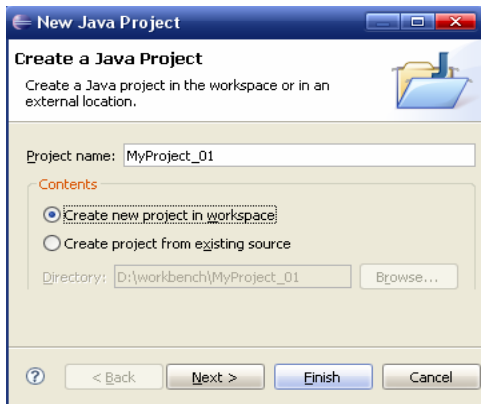 New Java Project
Create a Java Project
Create a Java project in the workspace or in an
external location.
Project name: MyProject_01
Contents
Create new project in workspace
Create project from existing source
Directory: D:\workbench\MyProject_01 Browse...
? < Back Next > Finish Cancel